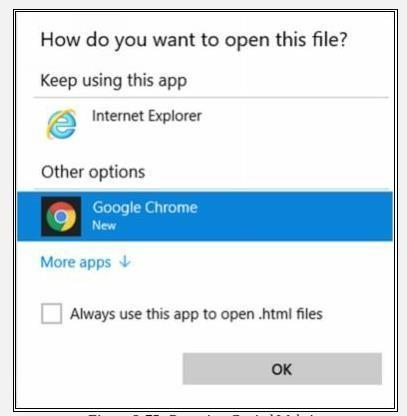 How do you want to open this file?
Keep using this app
Internet Explorer
Other options
Google Chrome
New
More apps ↓
Always use this app to open .html files
OK